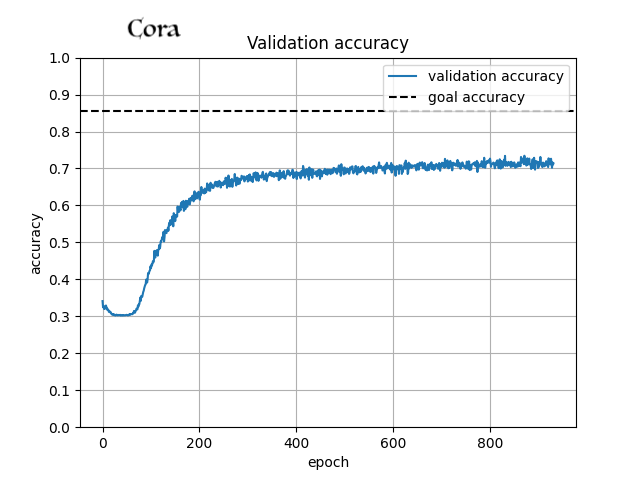 Cora
Validation accuracy
validation accuracy
goal accuracy
1.0
0.9
0.8
0.7
0.6
0.5
0.4
0.3
0.2
0.1
0.0
accuracy
0 200 400 600 800
epoch